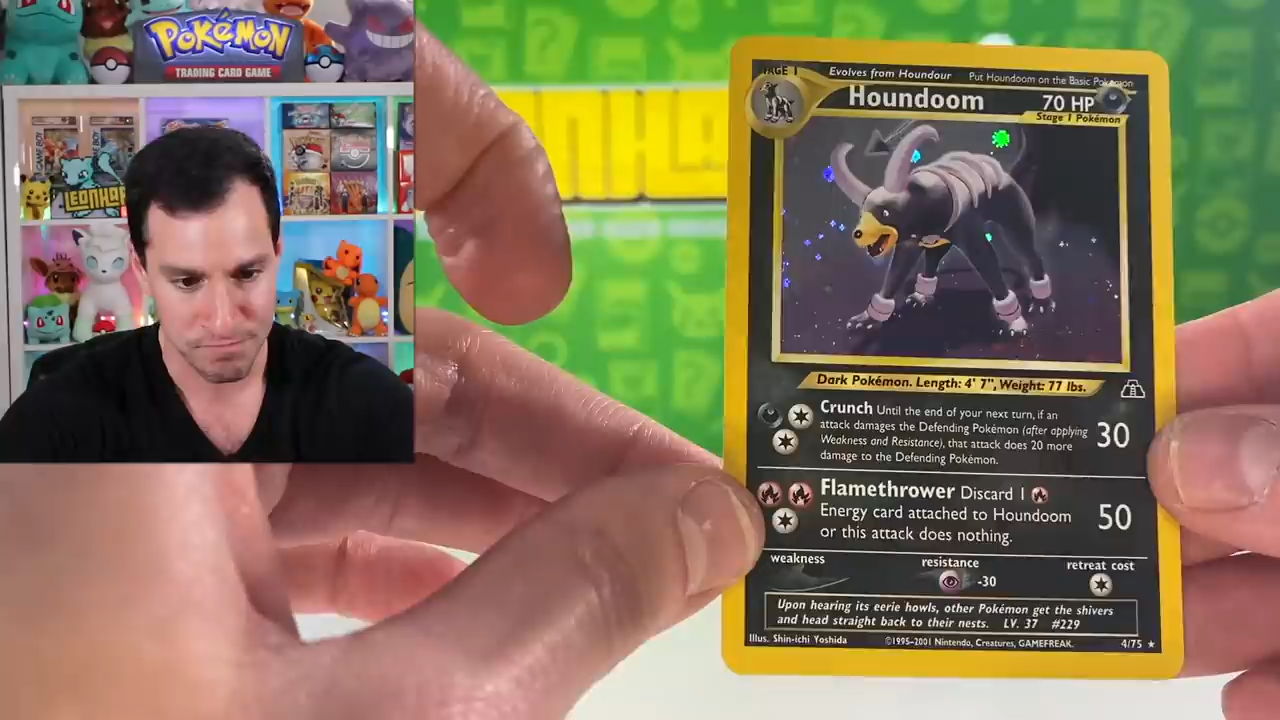 Pokémon
TRADING CARD GAME
GAME BOY
LEONHAR
NHA
STAGE 1
Evolves from Houndour
Put Houndoom on the Basic Pokémon
Houndoom
70 HP
Stage 1 Pokémon
Dark Pokémon. Length: 4' 7", Weight: 77 lbs.
Crunch Until the end of your next turn, if an
attack damages the Defending Pokémon (after applying
Weakness and Resistance), that attack does 20 more
damage to the Defending Pokémon.
30
Flamethrower Discard 1
Energy card attached to Houndoom
or this attack does nothing.
50
weakness
resistance
retreat cost
-30
Upon hearing its eerie howls, other Pokémon get the shivers
and head straight back to their nests. LV. 37 #229
Illus. Shin-ichi Yoshida
©1995-2001 Nintendo, Creatures, GAMEFREAK.
4/75 ★